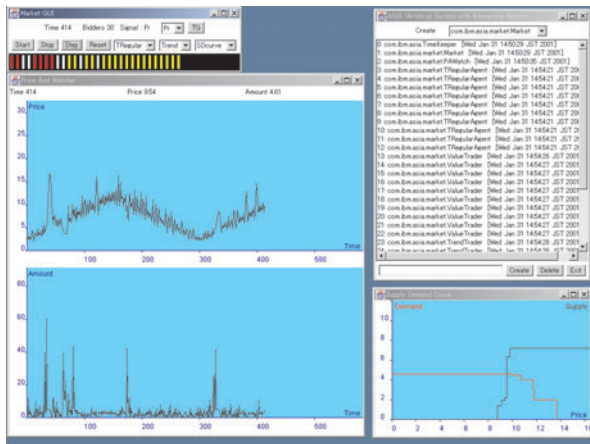 Market GUI
Time 414 Bidders 30 Signal : Pr Pr TG
Start Stop Step Reset TRegular Trend SDcurve
Price And Number
Time 414 Price 9.54 Amount 4.61
Price
30
25
20
15
10
5
0
100 200 300 400 500
Time
Amount
80
60
40
20
0
100 200 300 400 500
Time
ASIA (Artificial Society with Interacting Agents)
Create com.ibm.asia.market.Market
0 com.ibm.asia.TimeKeeper [Wed Jan 31 14:50:29 JST 2001]
1 com.ibm.asia.market.Market [Wed Jan 31 14:50:29 JST 2001]
2 com.ibm.asia.market.PAWatch [Wed Jan 31 14:50:35 JST 2001]
3 com.ibm.asia.market.TRegularAgent [Wed Jan 31 14:54:21 JST 200
4 com.ibm.asia.market.TRegularAgent [Wed Jan 31 14:54:21 JST 200
5 com.ibm.asia.market.TRegularAgent [Wed Jan 31 14:54:21 JST 200
6 com.ibm.asia.market.TRegularAgent [Wed Jan 31 14:54:21 JST 200
7 com.ibm.asia.market.TRegularAgent [Wed Jan 31 14:54:21 JST 200
8 com.ibm.asia.market.TRegularAgent [Wed Jan 31 14:54:21 JST 200
9 com.ibm.asia.market.TRegularAgent [Wed Jan 31 14:54:21 JST 200
10 com.ibm.asia.market.TRegularAgent [Wed Jan 31 14:54:21 JST 20
11 com.ibm.asia.market.TRegularAgent [Wed Jan 31 14:54:21 JST 20
12 com.ibm.asia.market.TRegularAgent [Wed Jan 31 14:54:21 JST 20
13 com.ibm.asia.market.ValueTrader [Wed Jan 31 14:54:26 JST 2001
14 com.ibm.asia.market.ValueTrader [Wed Jan 31 14:54:27 JST 2001
15 com.ibm.asia.market.ValueTrader [Wed Jan 31 14:54:27 JST 2001
16 com.ibm.asia.market.ValueTrader [Wed Jan 31 14:54:27 JST 2001
17 com.ibm.asia.market.ValueTrader [Wed Jan 31 14:54:27 JST 2001
18 com.ibm.asia.market.ValueTrader [Wed Jan 31 14:54:27 JST 2001
19 com.ibm.asia.market.ValueTrader [Wed Jan 31 14:54:27 JST 2001
20 com.ibm.asia.market.ValueTrader [Wed Jan 31 14:54:27 JST 2001
21 com.ibm.asia.market.ValueTrader [Wed Jan 31 14:54:27 JST 2001
22 com.ibm.asia.market.ValueTrader [Wed Jan 31 14:54:27 JST 2001
23 com.ibm.asia.market.TrendTrader [Wed Jan 31 14:54:28 JST 200
Create Delete Exit
Supply Demand Curve
Demand Supply
10
8
6
4
2
0
Price
0 2 4 6 8 10 12 14 16